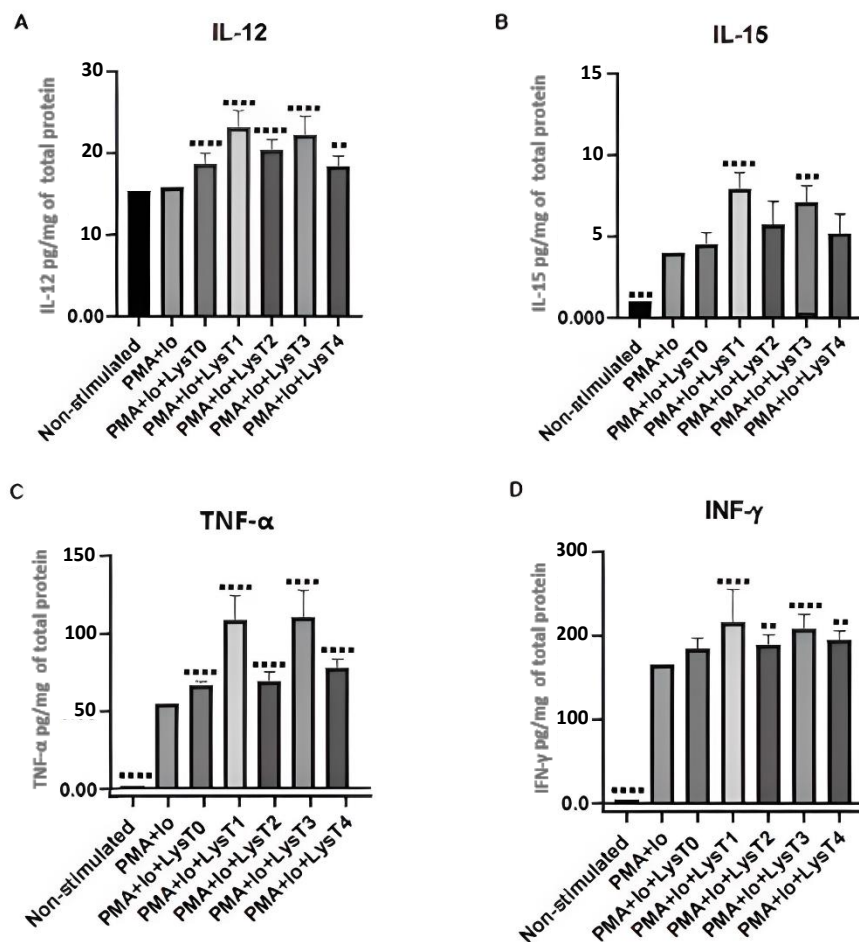 A
IL-12
IL-12 pg/mg of total protein
30
20
10
0.00
Non-stimulated
PMA+Io
PMA+Io+LysT0
PMA+Io+LysT1
PMA+Io+LysT2
PMA+Io+LysT3
PMA+Io+LysT4
B
IL-15
IL-15 pg/mg of total protein
15
10
5
0.000
Non-stimulated
PMA+Io
PMA+Io+LysT0
PMA+Io+LysT1
PMA+Io+LysT2
PMA+Io+LysT3
PMA+Io+LysT4
C
TNF-α
TNF-α pg/mg of total protein
150
100
50
0.00
Non-stimulated
PMA+Io
PMA+Io+LysT0
PMA+Io+LysT1
PMA+Io+LysT2
PMA+Io+LysT3
PMA+Io+LysT4
D
INF-γ
IFN-γ pg/mg of total protein
300
200
100
0.0
Non-stimulated
PMA+Io
PMA+Io+LysT0
PMA+Io+LysT1
PMA+Io+LysT2
PMA+Io+LysT3
PMA+Io+LysT4